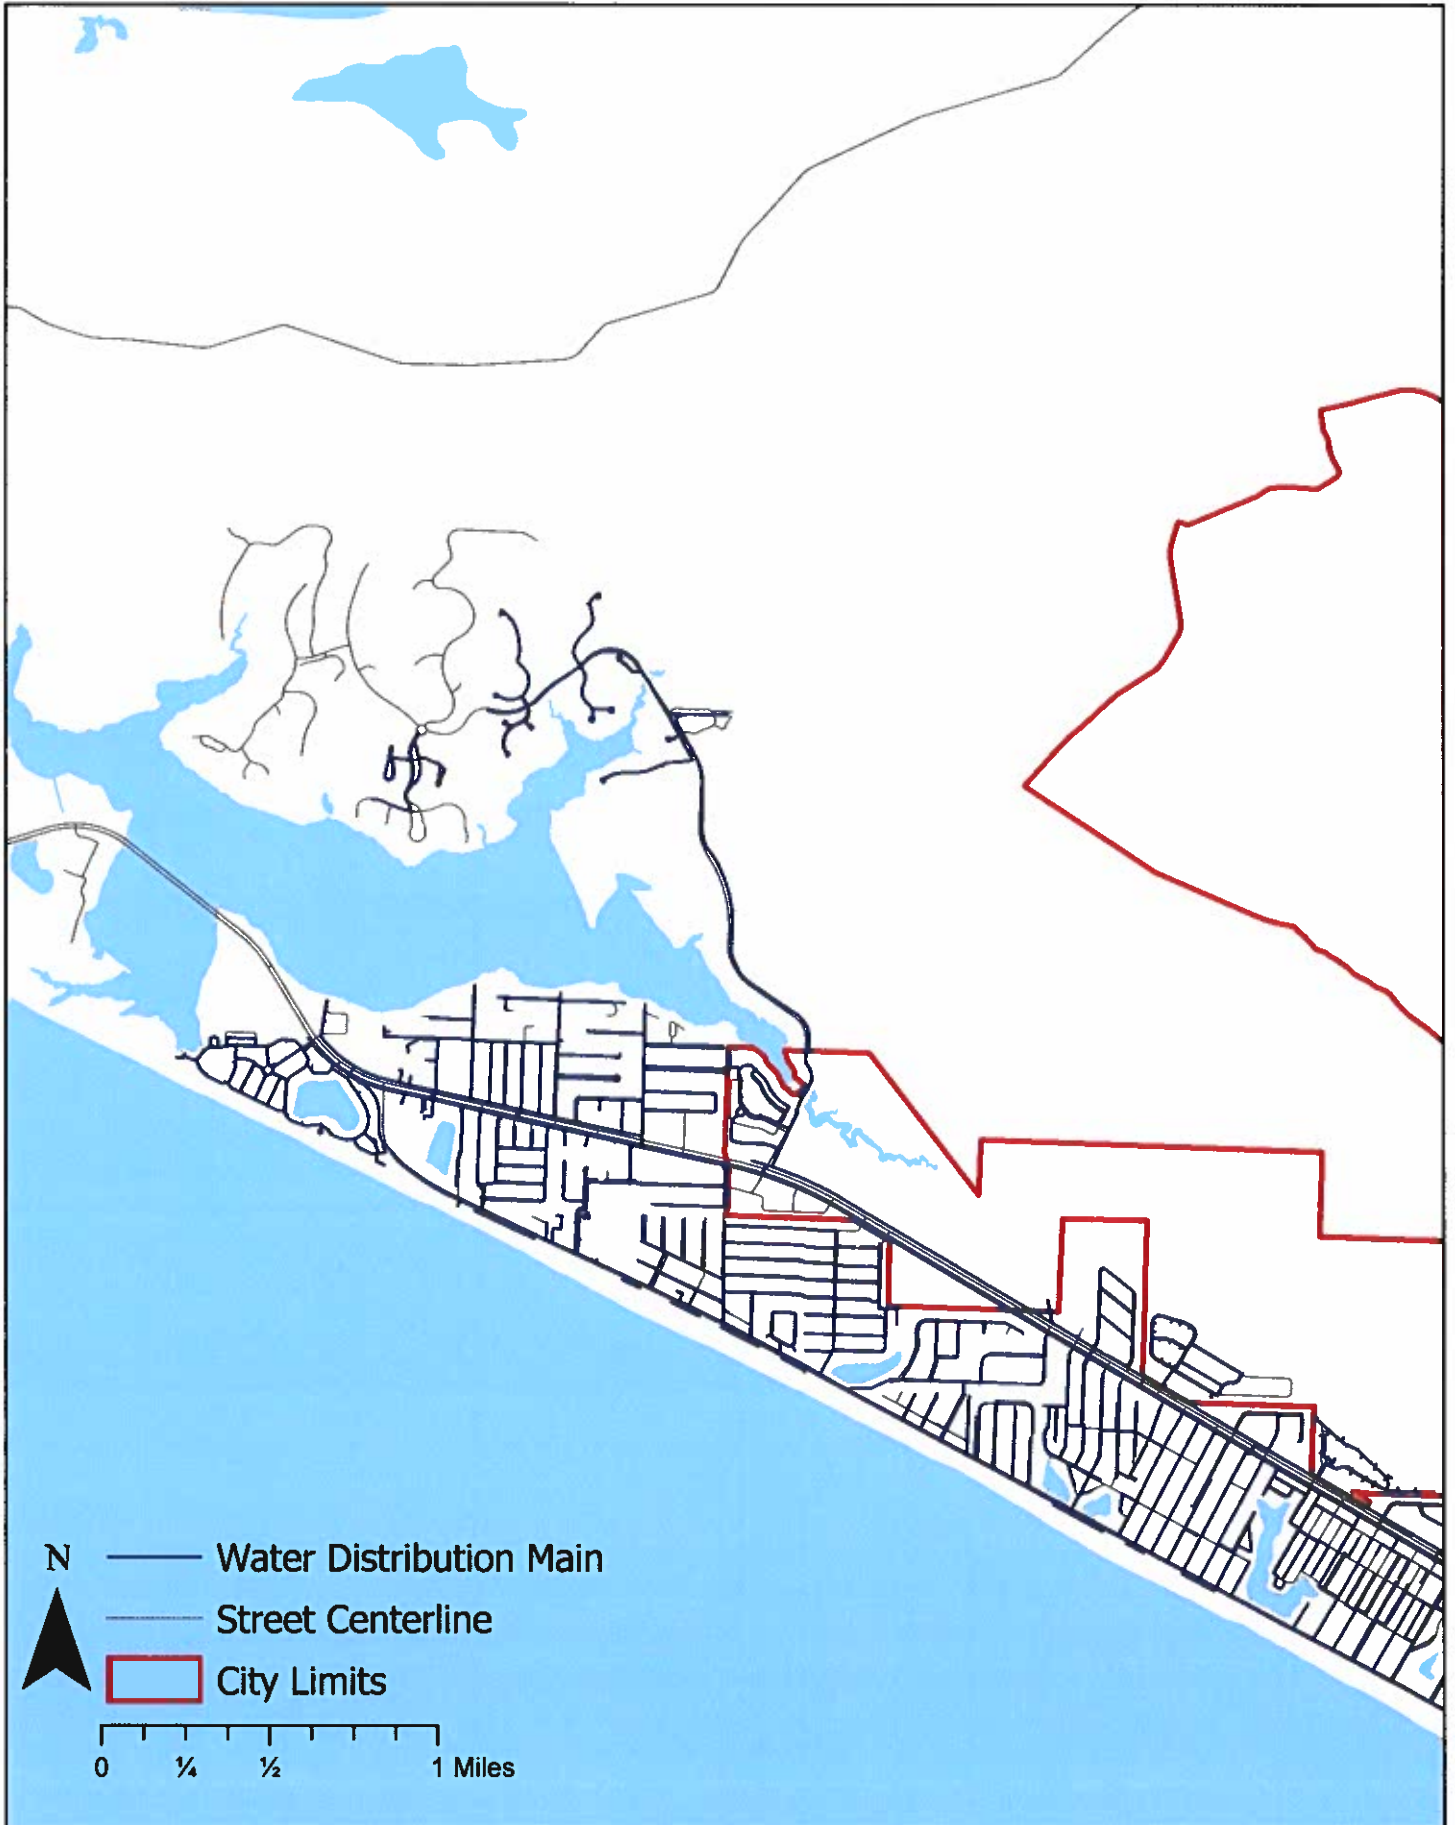 N
Water Distribution Main
Street Centerline
City Limits
0 ¼ ½ 1 Miles